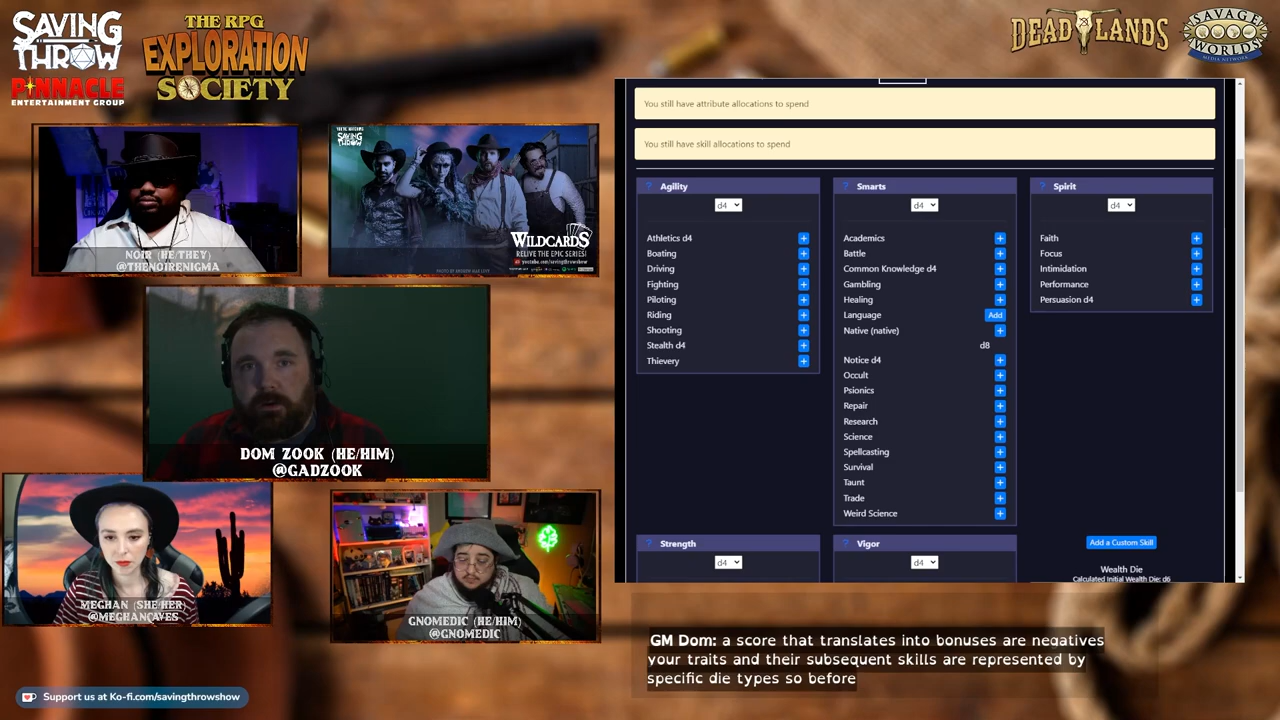 SAVING
THROW
PINNACLE
ENTERTAINMENT GROUP
THE RPG
EXPLORATION
SOCIETY
DEADLANDS
SAVAGE
WORLDS
MEDIA NETWORK
NOIR (HE/THEY)
@THENOIRENIGMA
SAVING
THROW
WILDCARDS
RELIVE THE EPIC SERIES!
youtube.com/savingthrowshow
DOM ZOOK (HE/HIM)
@GADZOOK
MEGHAN (SHE/HER)
@MEGHANCAVES
GNOMEDIC (HE/HIM)
@GNOMEDIC
Support us at Ko-fi.com/savingthrowshow
You still have attribute allocations to spend
You still have skill allocations to spend
? Agility
d4
Athletics d4 +
Boating +
Driving +
Fighting +
Piloting +
Riding +
Shooting +
Stealth d4 +
Thievery +
? Smarts
d4
Academics +
Battle +
Common Knowledge d4 +
Gambling +
Healing +
Language Add
Native (native) +
d8
Notice d4 +
Occult +
Psionics +
Repair +
Research +
Science +
Spellcasting +
Survival +
Taunt +
Trade +
Weird Science +
? Spirit
d4
Faith +
Focus +
Intimidation +
Performance +
Persuasion d4 +
? Strength
d4
? Vigor
d4
Add a Custom Skill
Wealth Die
Calculated Initial Wealth Die: d6
GM Dom: a score that translates into bonuses are negatives
your traits and their subsequent skills are represented by
specific die types so before